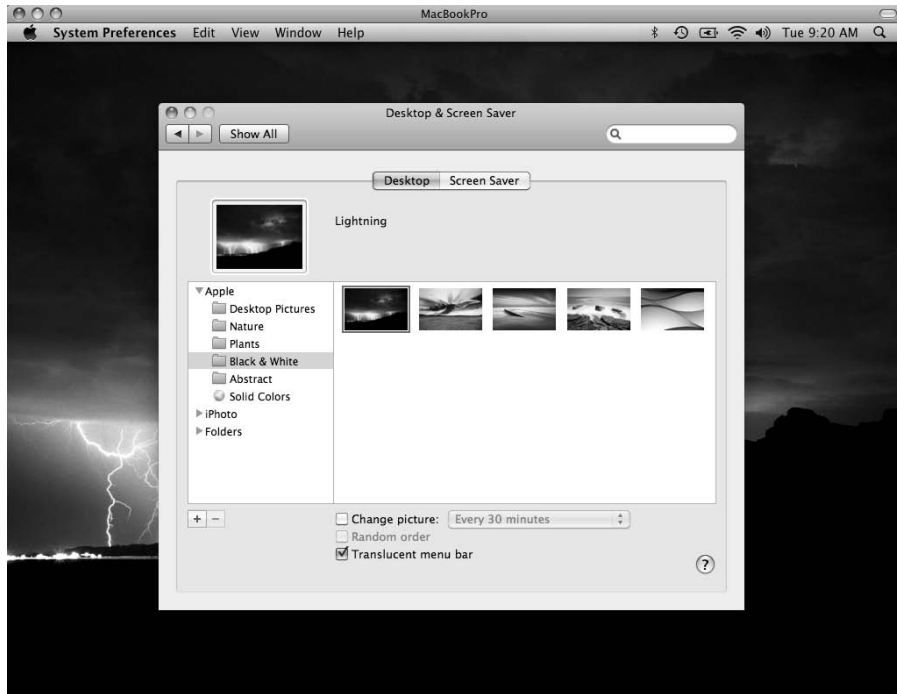 MacBookPro
System Preferences Edit View Window Help Tue 9:20 AM
Desktop & Screen Saver
Show All
Desktop Screen Saver
Lightning
Apple
Desktop Pictures
Nature
Plants
Black & White
Abstract
Solid Colors
iPhoto
Folders
+ −
Change picture: Every 30 minutes
Random order
Translucent menu bar
?